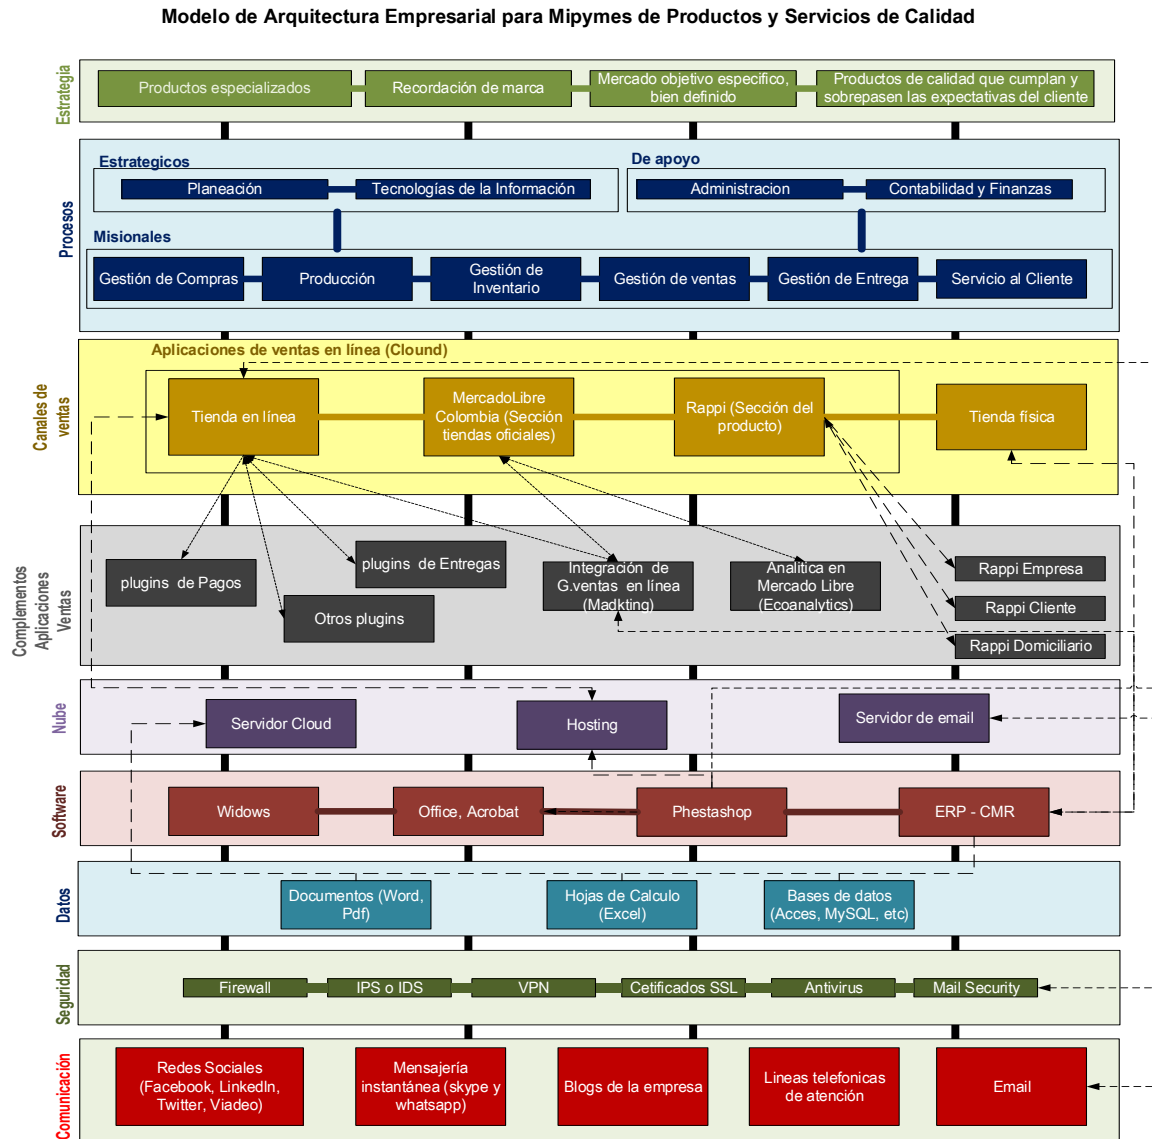 Modelo de Arquitectura Empresarial para Mipymes de Productos y Servicios de Calidad
Estrategia
Productos especializados
Recordación de marca
Mercado objetivo especifico,
bien definido
Productos de calidad que cumplan y
sobrepasen las expectativas del cliente
Procesos
Estrategicos
Planeación
Tecnologías de la Información
De apoyo
Administracion
Contabilidad y Finanzas
Misionales
Gestión de Compras
Producción
Gestión de
Inventario
Gestión de ventas
Gestión de Entrega
Servicio al Cliente
Canales de
ventas
Aplicaciones de ventas en línea (Clound)
Tienda en línea
MercadoLibre
Colombia (Sección
tiendas oficiales)
Rappi (Sección del
producto)
Tienda física
Complementos
Aplicaciones
Ventas
plugins  de Pagos
plugins  de Entregas
Otros plugins
Integración  de
G.ventas en línea
(Madkting)
Analitica en
Mercado Libre
(Ecoanalytics)
Rappi Empresa
Rappi Cliente
Rappi Domiciliario
Nube
Servidor Cloud
Hosting
Servidor de email
Software
Widows
Office, Acrobat
Phestashop
ERP - CMR
Datos
Documentos (Word,
Pdf)
Hojas de Calculo
(Excel)
Bases de datos
(Acces, MySQL, etc)
Seguridad
Firewall
IPS o IDS
VPN
Cetificados SSL
Antivirus
Mail Security
Comunicación
Redes Sociales
(Facebook, LinkedIn,
Twitter, Viadeo)
Mensajería
instantánea (skype y
whatsapp)
Blogs de la empresa
Lineas telefonicas
de atención
Email